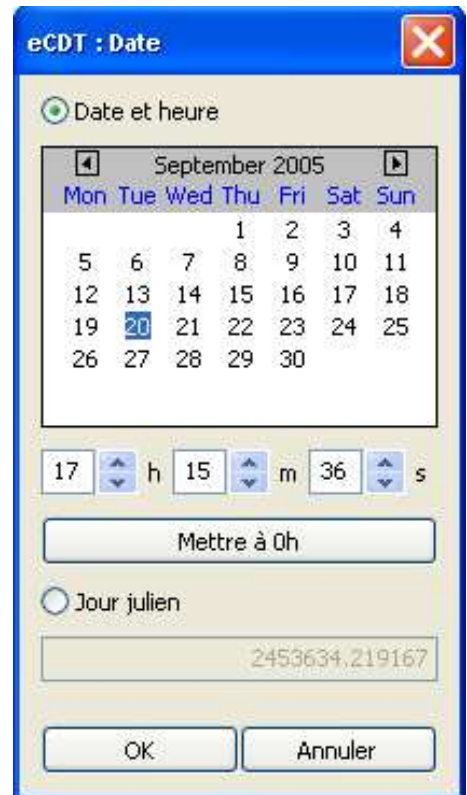 eCDT : Date
Date et heure
September 2005
Mon Tue Wed Thu Fri Sat Sun
1 2 3 4
5 6 7 8 9 10 11
12 13 14 15 16 17 18
19 20 21 22 23 24 25
26 27 28 29 30
17 h 15 m 36 s
Mettre à 0h
Jour julien
2453634.219167
OK Annuler